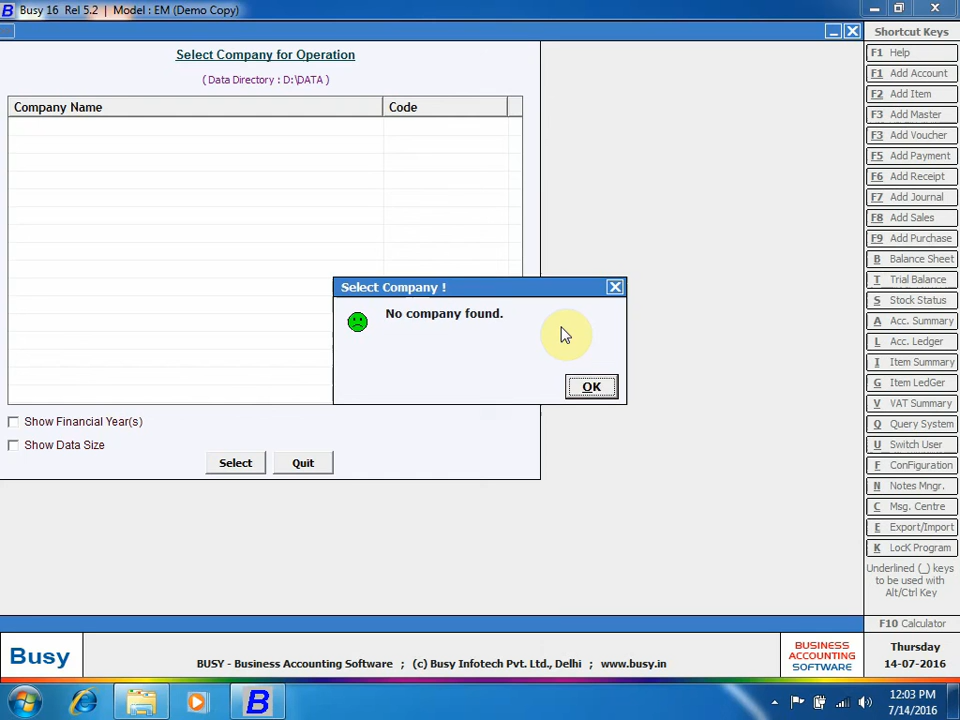 Busy 16 Rel 5.2 | Model : EM (Demo Copy)
Select Company for Operation
( Data Directory : D:\DATA )
Company Name Code
Select Company !
No company found.
OK
Show Financial Year(s)
Show Data Size
Select Quit
Shortcut Keys
F1 Help
F1 Add Account
F2 Add Item
F3 Add Master
F3 Add Voucher
F5 Add Payment
F6 Add Receipt
F7 Add Journal
F8 Add Sales
F9 Add Purchase
B Balance Sheet
T Trial Balance
S Stock Status
A Acc. Summary
L Acc. Ledger
I Item Summary
G Item LedGer
V VAT Summary
Q Query System
U Switch User
F ConFiguration
N Notes Mngr.
C Msg. Centre
E Export/Import
K LocK Program
Underlined (_) keys
to be used with
Alt/Ctrl Key
F10 Calculator
Busy
BUSY - Business Accounting Software ; (c) Busy Infotech Pvt. Ltd., Delhi ; www.busy.in
BUSINESS
ACCOUNTING
SOFTWARE
Thursday
14-07-2016
12:03 PM
7/14/2016